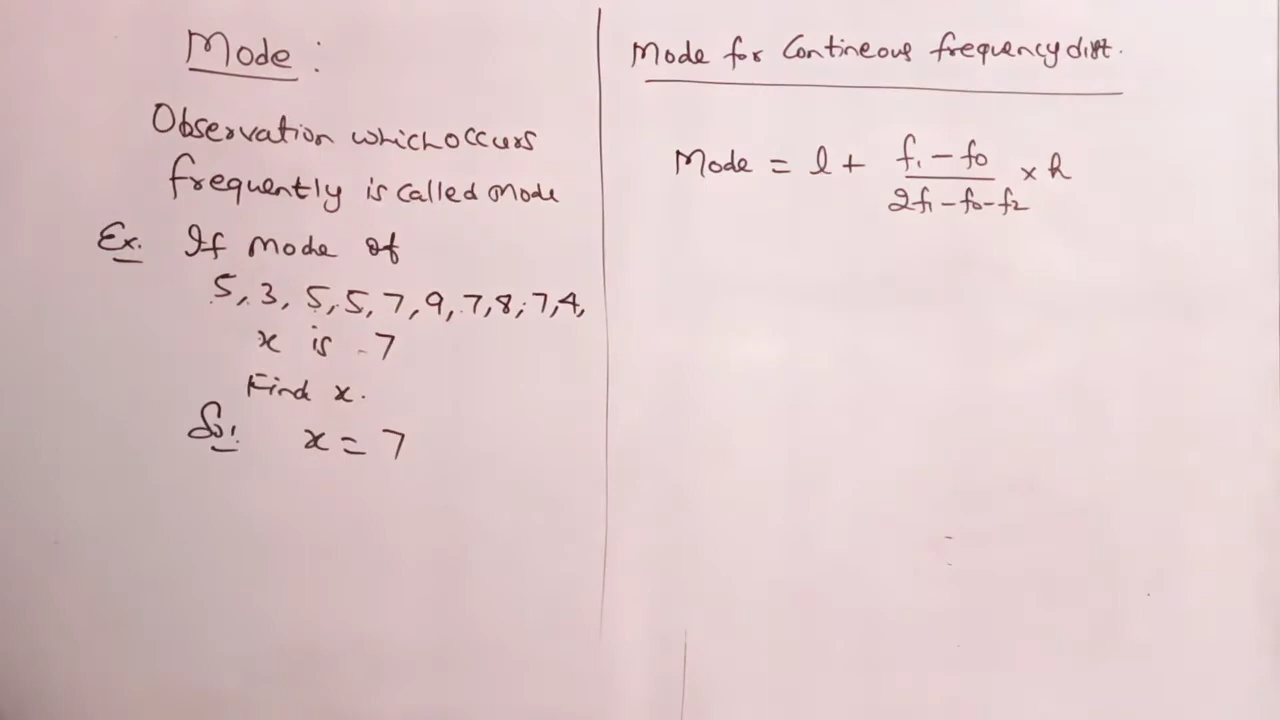 Mode :
Observation which occurs
frequently is called mode
Ex. If mode of
5, 3, 5, 5, 7, 9, 7, 8, 7, 4,
x is 7
Find x.
Sol: x = 7
Mode for Contineous frequency dist.
Mode = l + (f₁ - f₀)/(2f₁ - f₀ - f₂) × h